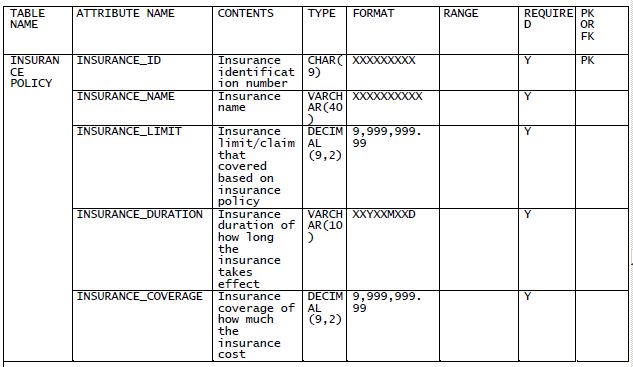 TABLE NAME ATTRIBUTE NAME CONTENTS TYPE FORMAT RANGE REQUIRED PK OR FK
INSURANCE POLICY INSURANCE_ID Insurance identification number CHAR(9) XXXXXXXXX Y PK
INSURANCE_NAME Insurance name VARCHAR(40) XXXXXXXXXX Y
INSURANCE_LIMIT Insurance limit/claim that covered based on insurance policy DECIMAL (9,2) 9,999,999.99 Y
INSURANCE_DURATION Insurance duration of how long the insurance takes effect VARCHAR(10) XXYXXMXXD Y
INSURANCE_COVERAGE Insurance coverage of how much the insurance cost DECIMAL (9,2) 9,999,999.99 Y